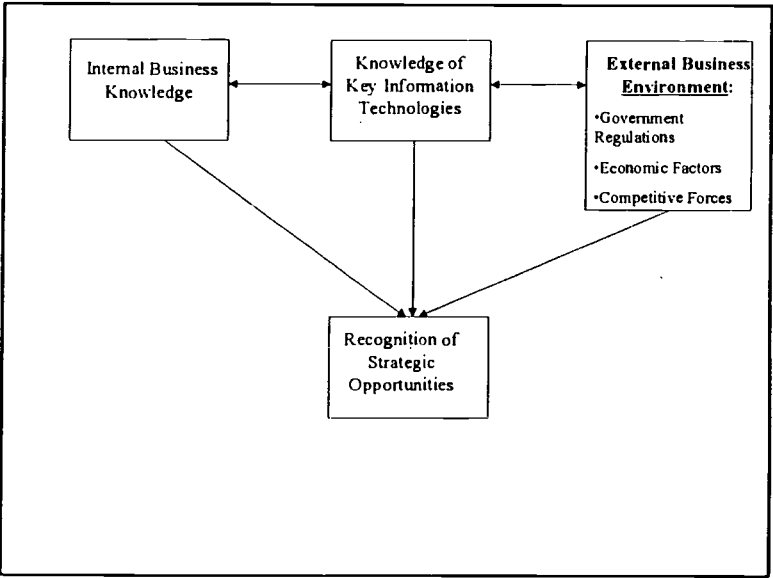 Internal Business
Knowledge
Knowledge of
Key Information
Technologies
External Business
Environment:
•Government
Regulations
•Economic Factors
•Competitive Forces
Recognition of
Strategic
Opportunities